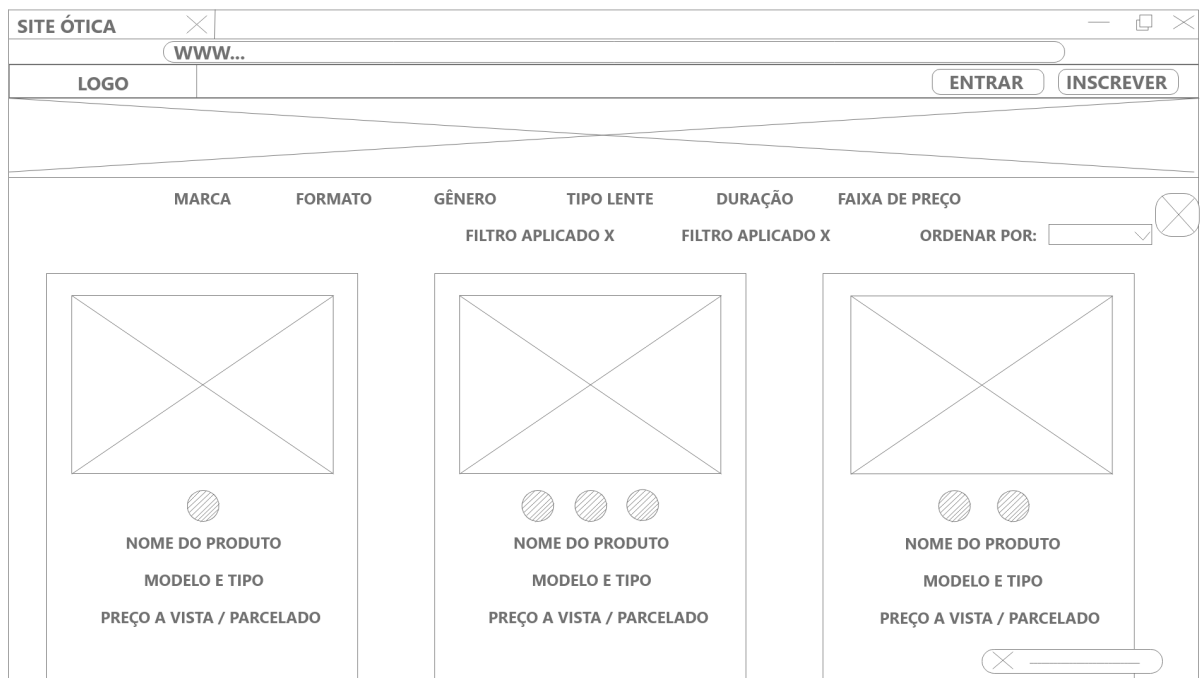 SITE ÓTICA
WWW...
LOGO
ENTRAR
INSCREVER
MARCA FORMATO GÊNERO TIPO LENTE DURAÇÃO FAIXA DE PREÇO
FILTRO APLICADO X FILTRO APLICADO X ORDENAR POR:
NOME DO PRODUTO
MODELO E TIPO
PREÇO A VISTA / PARCELADO
NOME DO PRODUTO
MODELO E TIPO
PREÇO A VISTA / PARCELADO
NOME DO PRODUTO
MODELO E TIPO
PREÇO A VISTA / PARCELADO